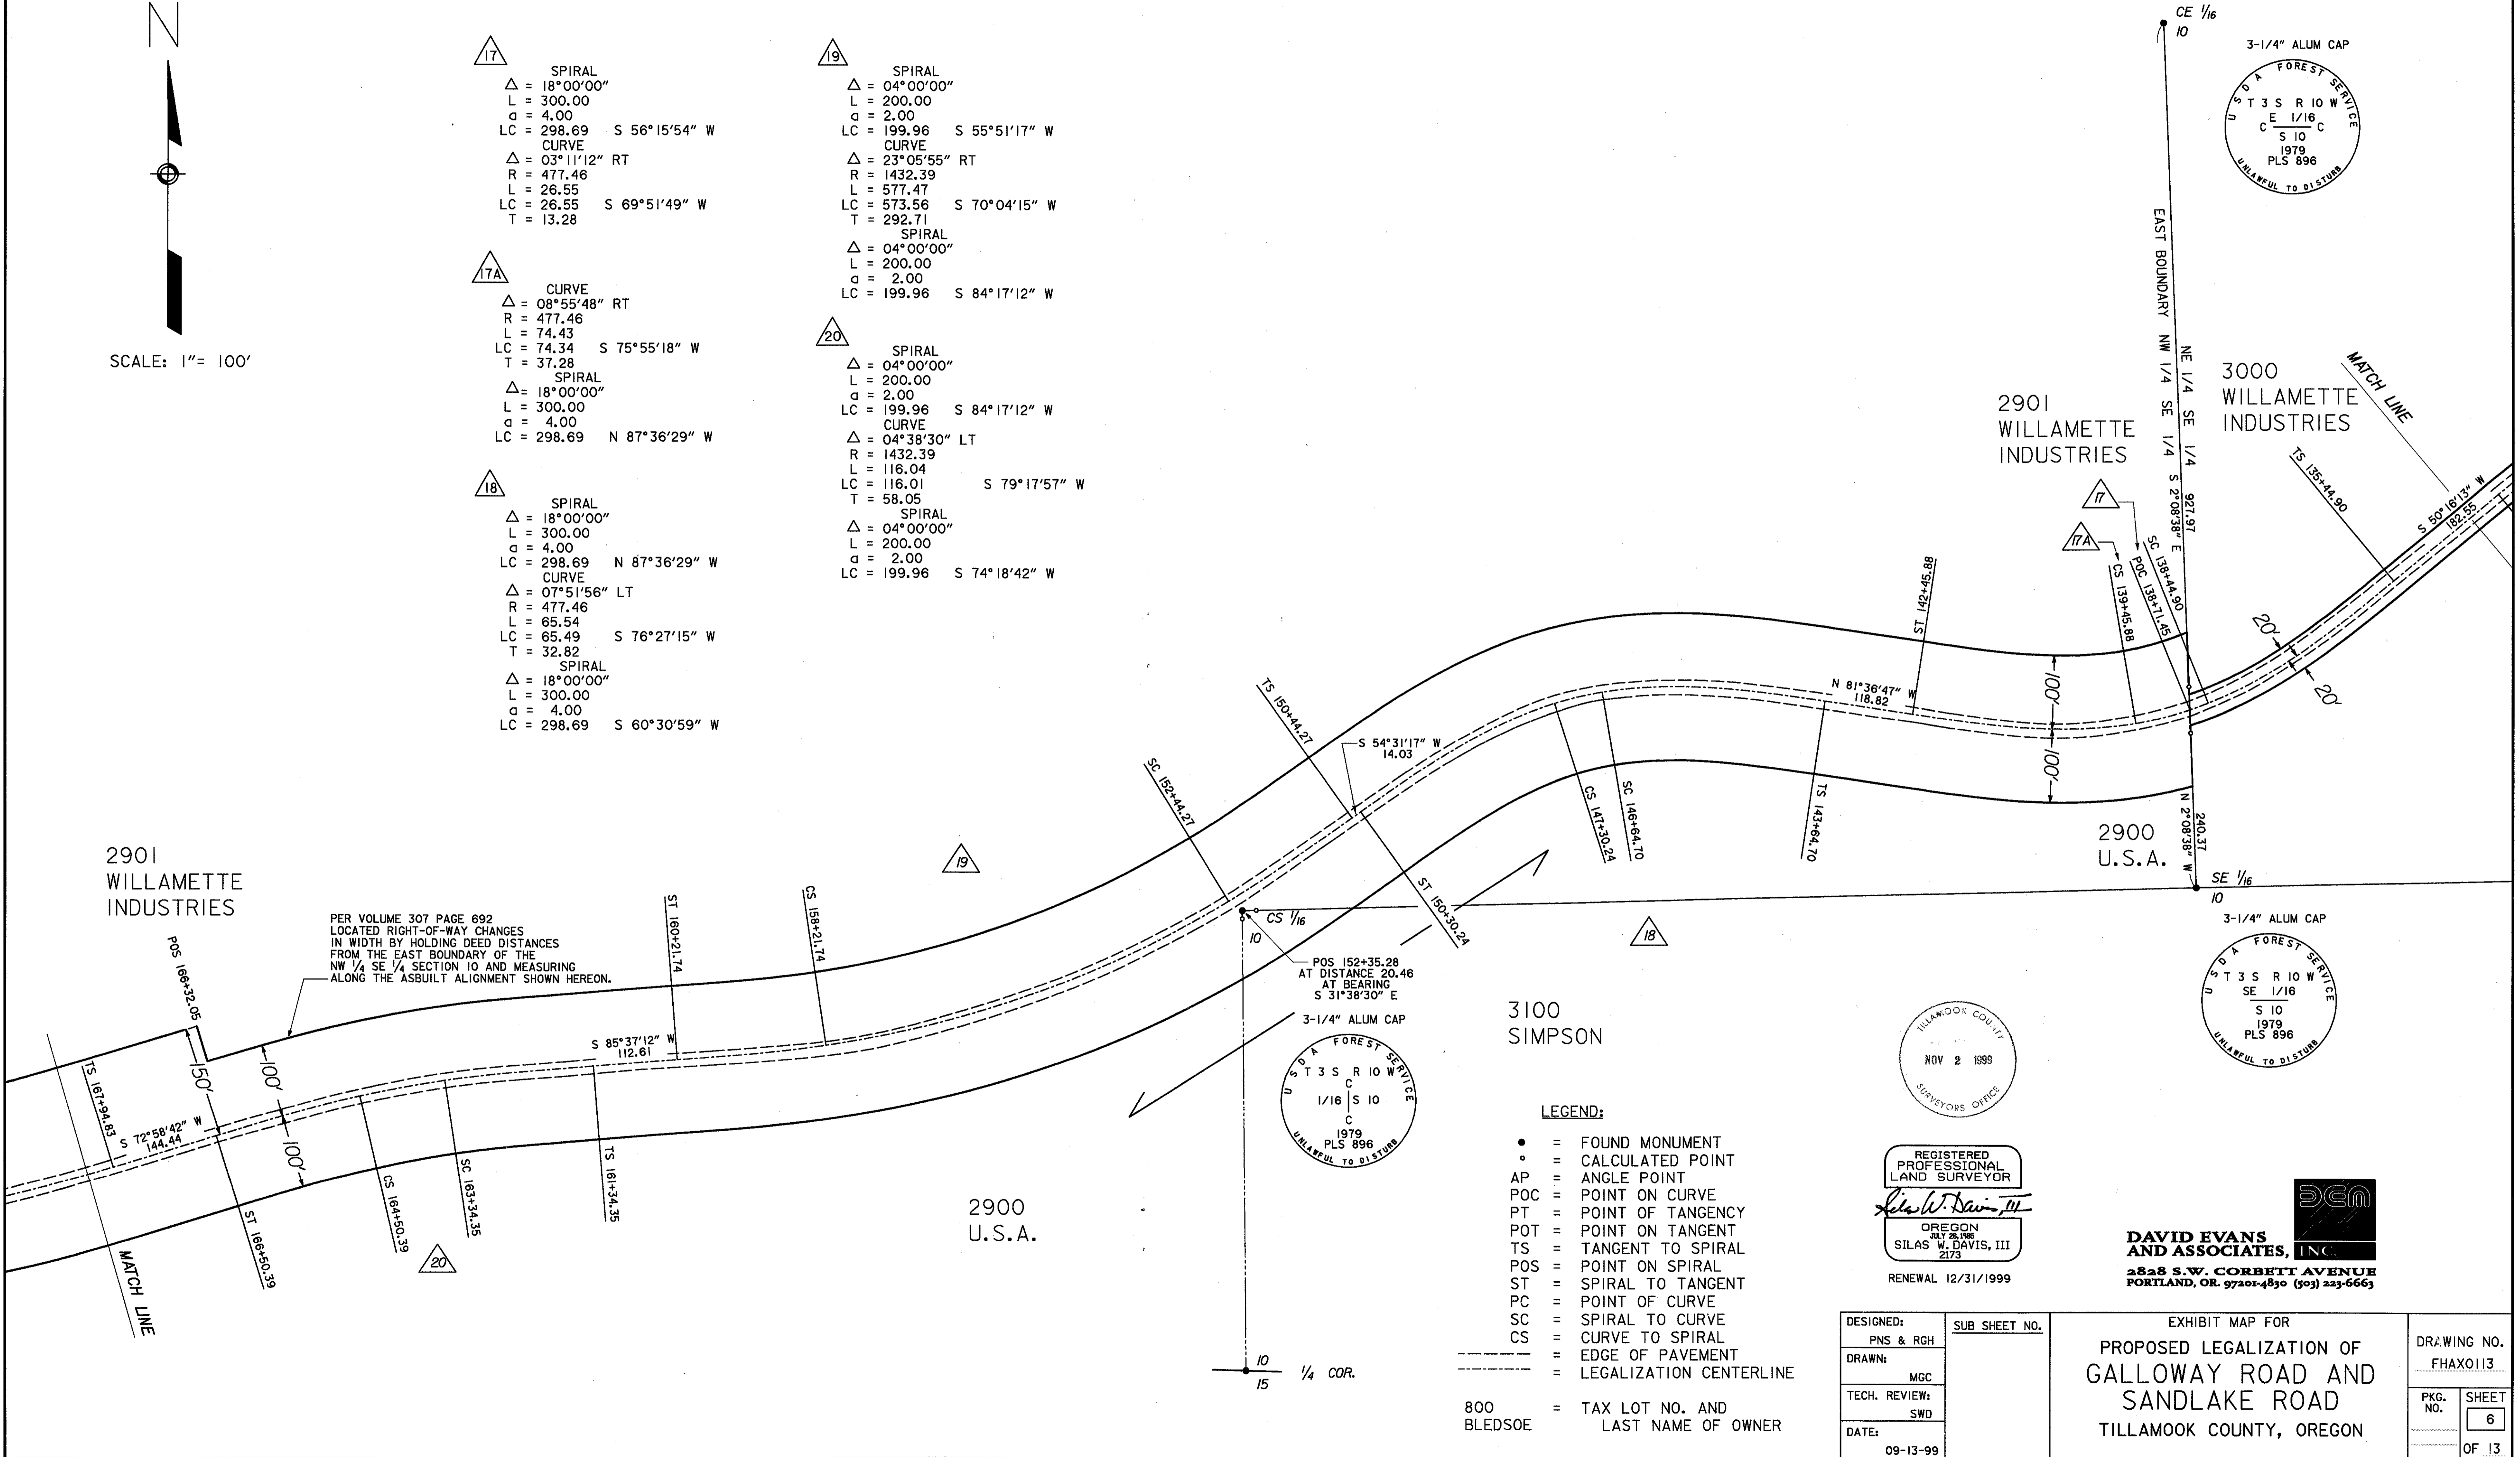 N
SCALE: 1"= 100'
17
SPIRAL
△ = 18°00'00"
L = 300.00
a = 4.00
LC = 298.69 S 56°15'54" W
CURVE
△ = 03°11'12" RT
R = 477.46
L = 26.55
LC = 26.55 S 69°51'49" W
T = 13.28
17A
CURVE
△ = 08°55'48" RT
R = 477.46
L = 74.43
LC = 74.34 S 75°55'18" W
T = 37.28
SPIRAL
△= 18°00'00"
L = 300.00
a = 4.00
LC = 298.69 N 87°36'29" W
18
SPIRAL
△ = 18°00'00"
L = 300.00
a = 4.00
LC = 298.69 N 87°36'29" W
CURVE
△ = 07°51'56" LT
R = 477.46
L = 65.54
LC = 65.49 S 76°27'15" W
T = 32.82
SPIRAL
△ = 18°00'00"
L = 300.00
a = 4.00
LC = 298.69 S 60°30'59" W
19
SPIRAL
△ = 04°00'00"
L = 200.00
a = 2.00
LC = 199.96 S 55°51'17" W
CURVE
△ = 23°05'55" RT
R = 1432.39
L = 577.47
LC = 573.56 S 70°04'15" W
T = 292.71
SPIRAL
△ = 04°00'00"
L = 200.00
a = 2.00
LC = 199.96 S 84°17'12" W
20
SPIRAL
△ = 04°00'00"
L = 200.00
a = 2.00
LC = 199.96 S 84°17'12" W
CURVE
△ = 04°38'30" LT
R = 1432.39
L = 116.04
LC = 116.01 S 79°17'57" W
T = 58.05
SPIRAL
△ = 04°00'00"
L = 200.00
a = 2.00
LC = 199.96 S 74°18'42" W
CE 1/16
10
3-1/4" ALUM CAP
USDA FOREST SERVICE
T 3 S R 10 W
E 1/16
C C
S 10
1979
PLS 896
UNLAWFUL TO DISTURB
EAST BOUNDARY NW 1/4 SE 1/4 S 2°08'38" E
NE 1/4 SE 1/4 927.97
3000
WILLAMETTE
INDUSTRIES
MATCH LINE
2901
WILLAMETTE
INDUSTRIES
17
17A
TS 135+44.90
S 50°16'13" W
182.55
SC 138+44.90
POC 138+71.45
CS 139+45.88
20'
20'
ST 142+45.88
N 81°36'47" W
118.82
100'
100'
TS 143+64.70
SC 146+64.70
CS 147+30.24
TS 150+44.27
S 54°31'17" W
14.03
ST 150+30.24
SC 152+44.27
2900
U.S.A.
240.37
N 2°08'38" W
SE 1/16
10
3-1/4" ALUM CAP
USDA FOREST SERVICE
T 3 S R 10 W
SE 1/16
S 10
1979
PLS 896
UNLAWFUL TO DISTURB
18
19
CS 1/16
10
POS 152+35.28
AT DISTANCE 20.46
AT BEARING
S 31°38'30" E
3-1/4" ALUM CAP
USDA FOREST SERVICE
T 3 S R 10 W
C
1/16 S 10
C
1979
PLS 896
UNLAWFUL TO DISTURB
3100
SIMPSON
2901
WILLAMETTE
INDUSTRIES
PER VOLUME 307 PAGE 692
LOCATED RIGHT-OF-WAY CHANGES
IN WIDTH BY HOLDING DEED DISTANCES
FROM THE EAST BOUNDARY OF THE
NW 1/4 SE 1/4 SECTION 10 AND MEASURING
ALONG THE ASBUILT ALIGNMENT SHOWN HEREON.
CS 158+21.74
ST 160+21.74
S 85°37'12" W
112.61
TS 161+34.35
SC 163+34.35
CS 164+50.39
20
POS 166+32.05
150'
100'
100'
ST 166+50.39
TS 167+94.83
S 72°58'42" W
144.44
MATCH LINE
2900
U.S.A.
10
15
1/4 COR.
LEGEND:
● = FOUND MONUMENT
o = CALCULATED POINT
AP = ANGLE POINT
POC = POINT ON CURVE
PT = POINT OF TANGENCY
POT = POINT ON TANGENT
TS = TANGENT TO SPIRAL
POS = POINT ON SPIRAL
ST = SPIRAL TO TANGENT
PC = POINT OF CURVE
SC = SPIRAL TO CURVE
CS = CURVE TO SPIRAL
= EDGE OF PAVEMENT
= LEGALIZATION CENTERLINE
800 = TAX LOT NO. AND
BLEDSOE LAST NAME OF OWNER
TILLAMOOK COUNTY
NOV 2 1999
SURVEYORS OFFICE
REGISTERED
PROFESSIONAL
LAND SURVEYOR
Silas W. Davis, III
OREGON
JULY 26, 1985
SILAS W. DAVIS, III
2173
RENEWAL 12/31/1999
DEA
DAVID EVANS
AND ASSOCIATES, INC.
2828 S.W. CORBETT AVENUE
PORTLAND, OR. 97201-4830 (503) 223-6663
DESIGNED:
PNS & RGH
DRAWN:
MGC
TECH. REVIEW:
SWD
DATE:
09-13-99
SUB SHEET NO.
EXHIBIT MAP FOR
PROPOSED LEGALIZATION OF
GALLOWAY ROAD AND
SANDLAKE ROAD
TILLAMOOK COUNTY, OREGON
DRAWING NO.
FHAX0113
PKG.
NO.
SHEET
6
OF 13